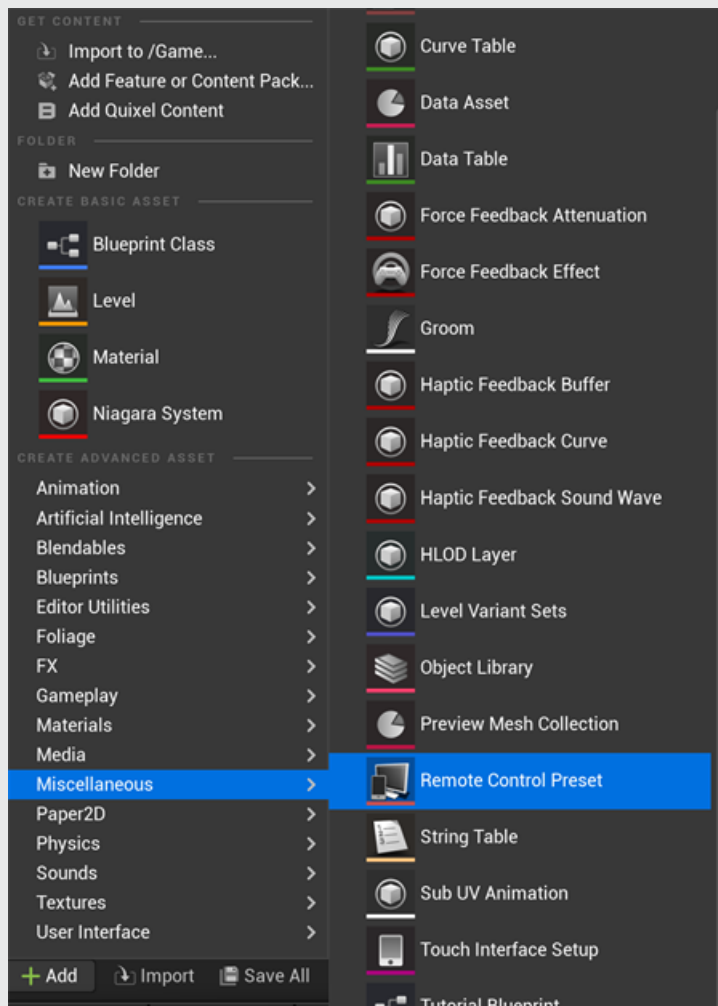 GET CONTENT
Import to /Game...
Add Feature or Content Pack...
Add Quixel Content
FOLDER
New Folder
CREATE BASIC ASSET
Blueprint Class
Level
Material
Niagara System
CREATE ADVANCED ASSET
Animation
Artificial Intelligence
Blendables
Blueprints
Editor Utilities
Foliage
FX
Gameplay
Materials
Media
Miscellaneous
Paper2D
Physics
Sounds
Textures
User Interface
Add Import Save All
Curve Table
Data Asset
Data Table
Force Feedback Attenuation
Force Feedback Effect
Groom
Haptic Feedback Buffer
Haptic Feedback Curve
Haptic Feedback Sound Wave
HLOD Layer
Level Variant Sets
Object Library
Preview Mesh Collection
Remote Control Preset
String Table
Sub UV Animation
Touch Interface Setup
Tutorial Blueprint